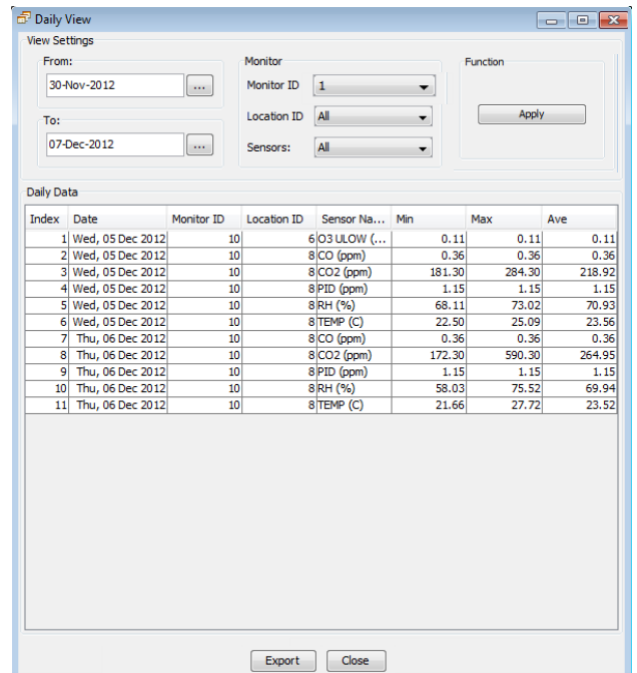 Daily View
View Settings
From:
30-Nov-2012
...
To:
07-Dec-2012
...
Monitor
Monitor ID 1
Location ID All
Sensors: All
Function
Apply
Daily Data
Index Date Monitor ID Location ID Sensor Na... Min Max Ave
1 Wed, 05 Dec 2012 10 6 O3 ULOW (... 0.11 0.11 0.11
2 Wed, 05 Dec 2012 10 8 CO (ppm) 0.36 0.36 0.36
3 Wed, 05 Dec 2012 10 8 CO2 (ppm) 181.30 284.30 218.92
4 Wed, 05 Dec 2012 10 8 PID (ppm) 1.15 1.15 1.15
5 Wed, 05 Dec 2012 10 8 RH (%) 68.11 73.02 70.93
6 Wed, 05 Dec 2012 10 8 TEMP (C) 22.50 25.09 23.56
7 Thu, 06 Dec 2012 10 8 CO (ppm) 0.36 0.36 0.36
8 Thu, 06 Dec 2012 10 8 CO2 (ppm) 172.30 590.30 264.95
9 Thu, 06 Dec 2012 10 8 PID (ppm) 1.15 1.15 1.15
10 Thu, 06 Dec 2012 10 8 RH (%) 58.03 75.52 69.94
11 Thu, 06 Dec 2012 10 8 TEMP (C) 21.66 27.72 23.52
Export Close